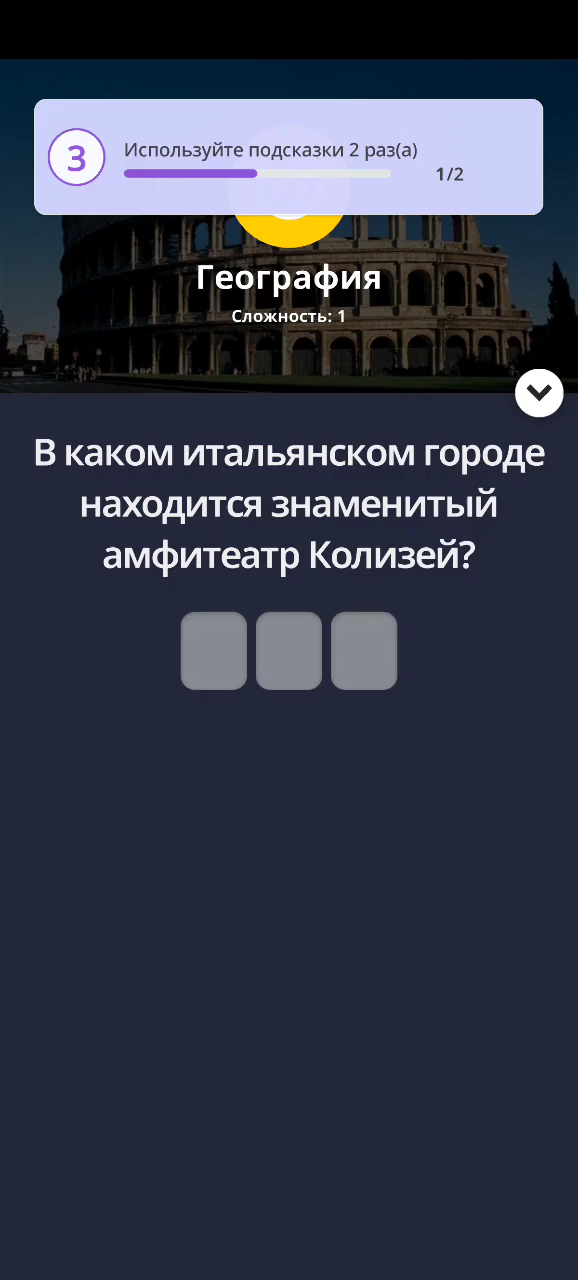 3
Используйте подсказки 2 раз(а)
1/2
География
Сложность: 1
В каком итальянском городе
находится знаменитый
амфитеатр Колизей?